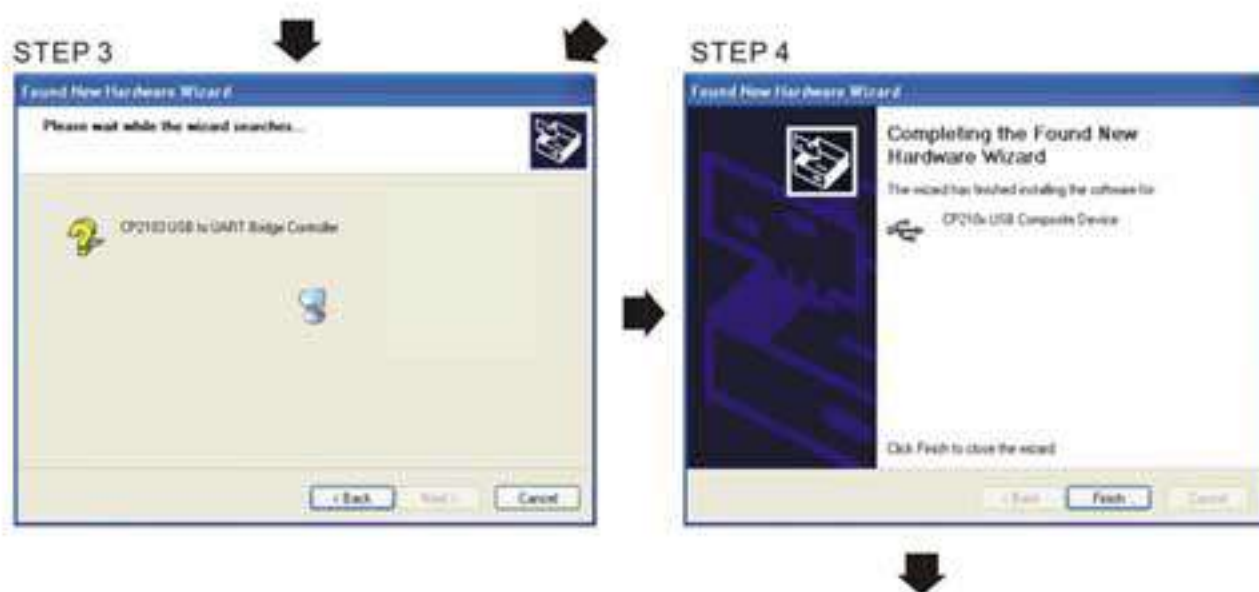 STEP 3
Found New Hardware Wizard
Please wait while the wizard searches...
CP2103 USB to UART Bridge Controller
< Back
Next >
Cancel
STEP 4
Found New Hardware Wizard
Completing the Found New
Hardware Wizard
The wizard has finished installing the software for:
CP210x USB Composite Device
Click Finish to close the wizard.
< Back
Finish
Cancel